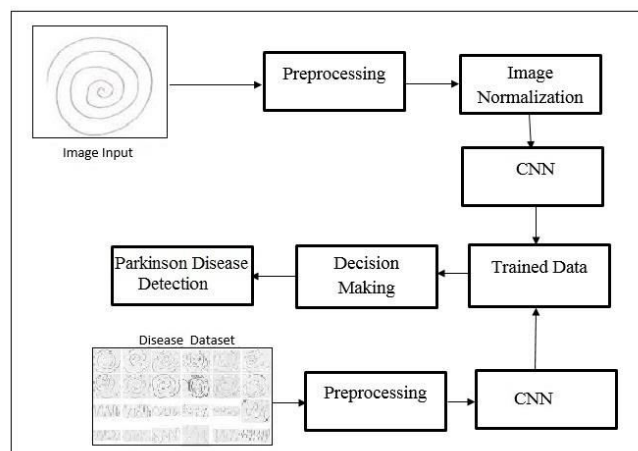 Preprocessing
Image
Normalization
Image Input
CNN
Parkinson Disease
Detection
Decision
Making
Trained Data
Disease Dataset
Preprocessing
CNN